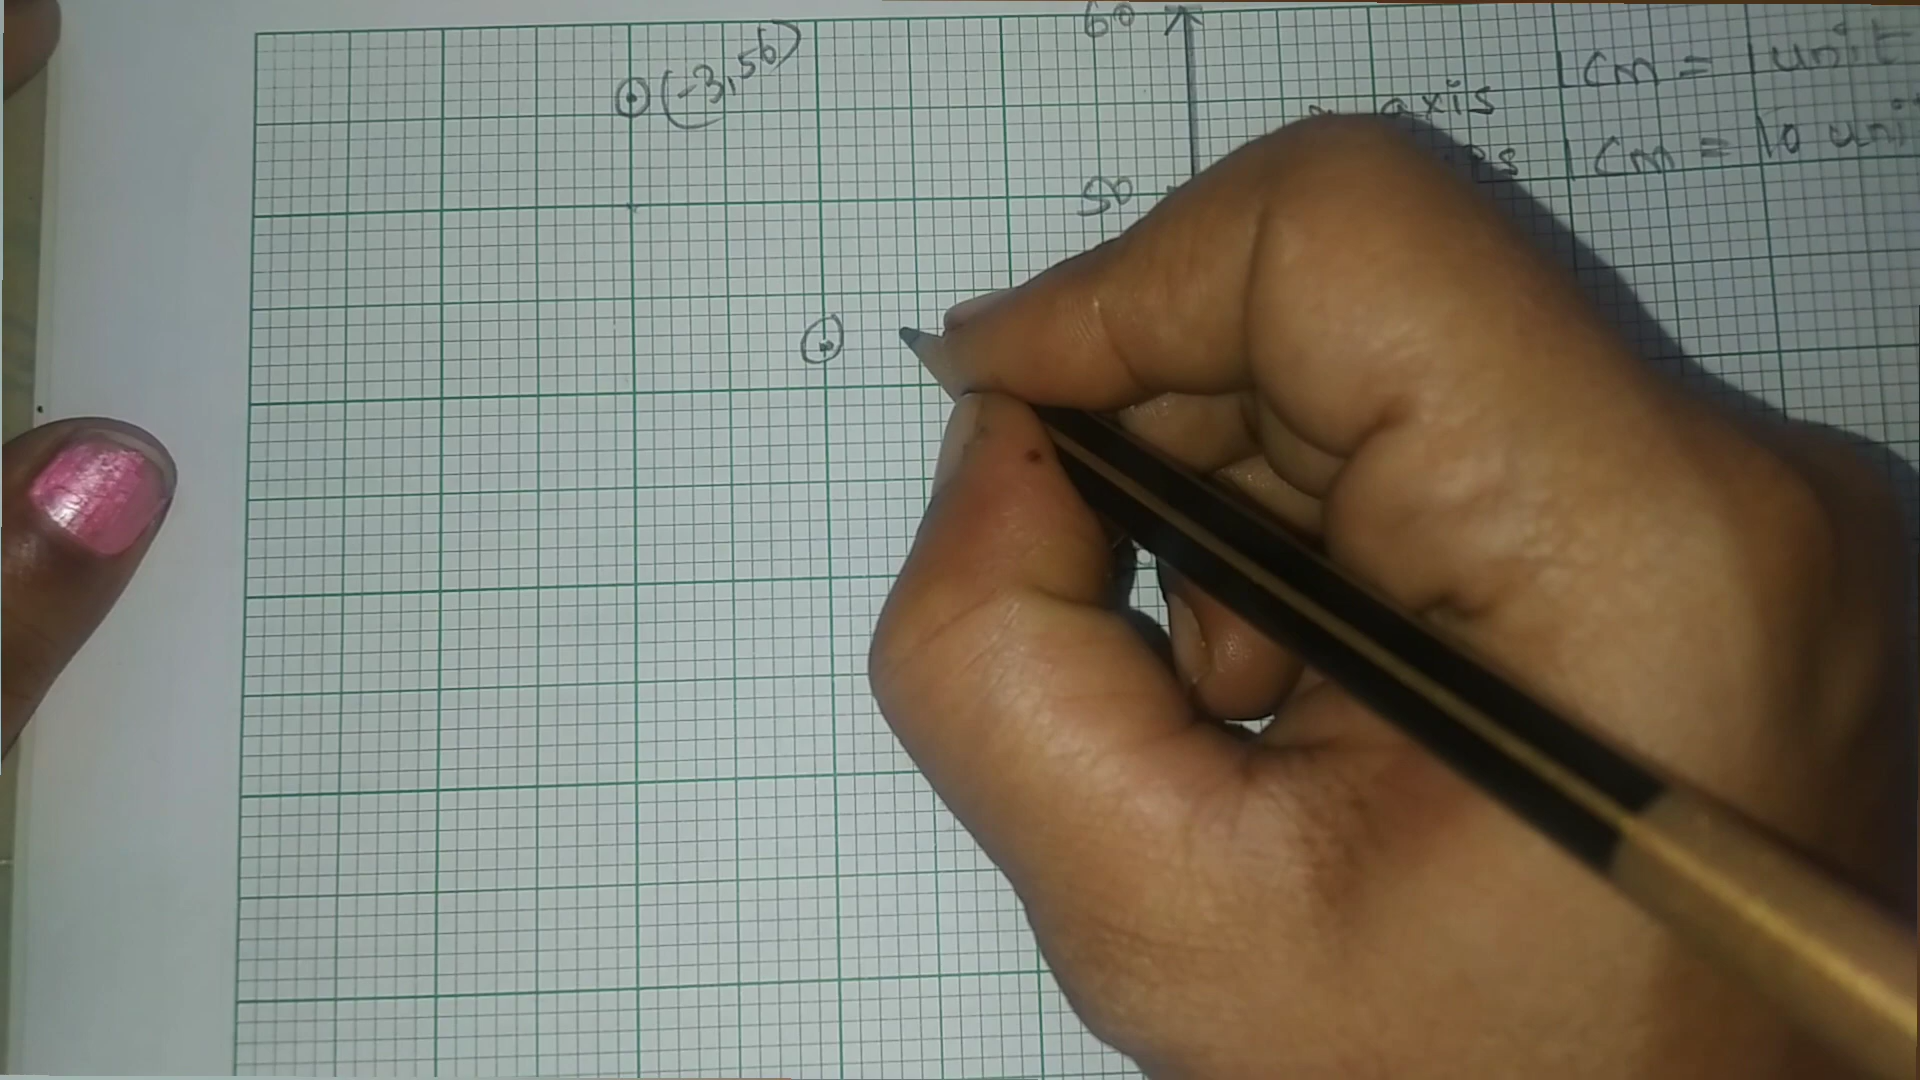 60
(-3,56)
axis 1cm = 1 unit
1cm = 10 uni
50